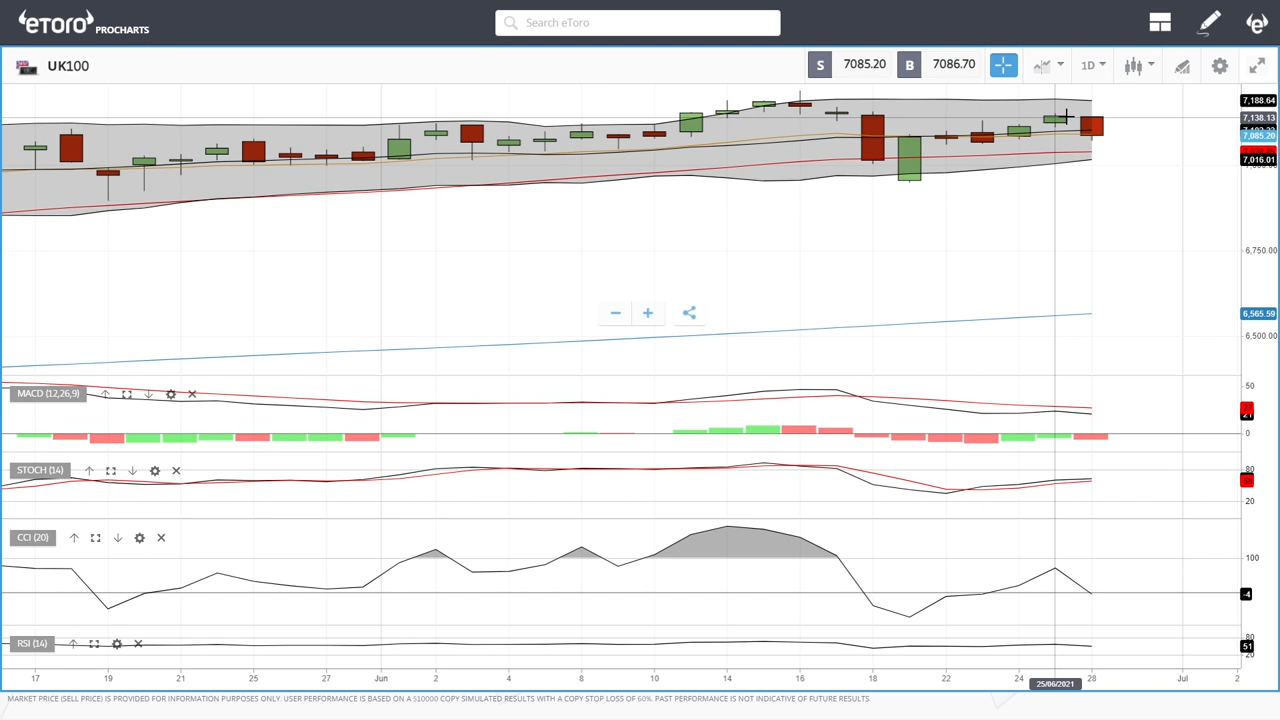 eToro PROCHARTS
Search eToro
UK100
S 7085.20 B 7086.70
1D
7,188.64
7,138.13
7,085.20
7,016.01
6,750.00
6,565.59
6,500.00
MACD (12,26,9)
50
0
STOCH (14)
80
20
CCI (20)
100
-4
RSI (14)
80
51
20
17 19 21 25 27 Jun 2 4 8 10 14 16 18 22 24 28 Jul 2
25/06/2021
MARKET PRICE (SELL PRICE) IS PROVIDED FOR INFORMATION PURPOSES ONLY. USER PERFORMANCE IS BASED ON A $10000 COPY SIMULATED RESULTS WITH A COPY STOP LOSS OF 60%. PAST PERFORMANCE IS NOT INDICATIVE OF FUTURE RESULTS.